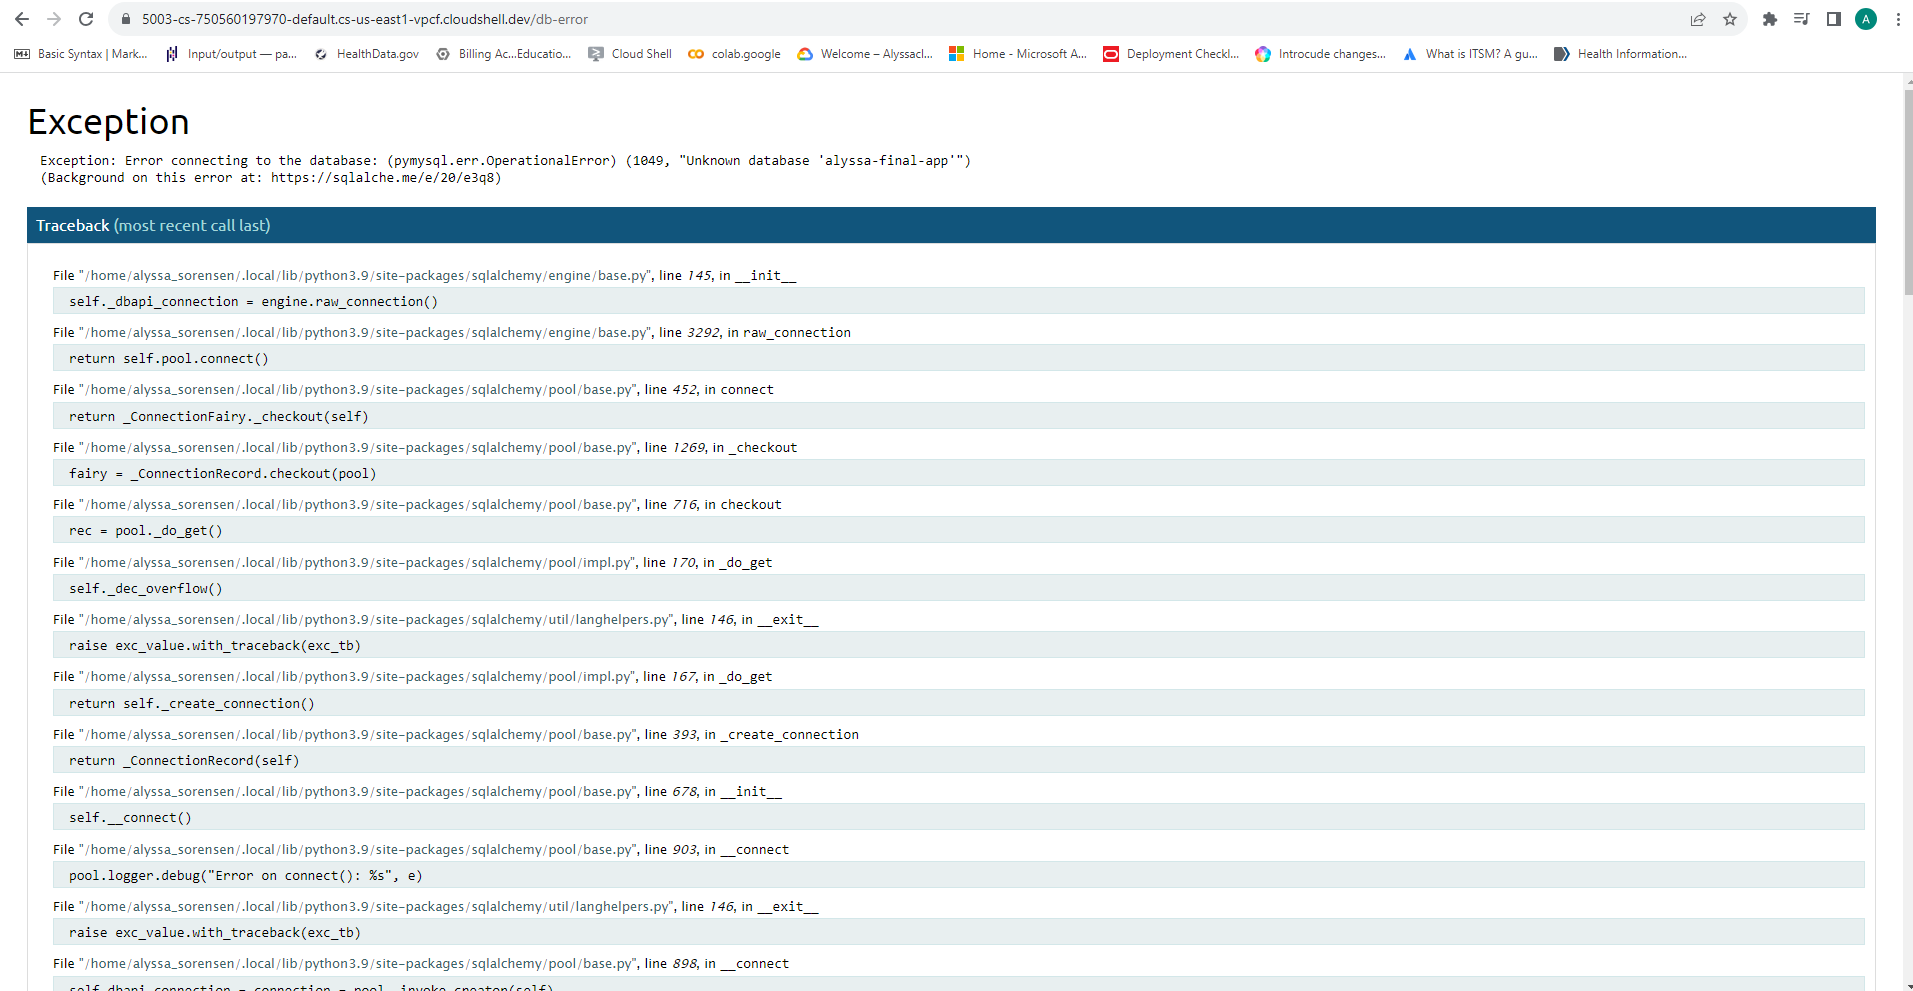 5003-cs-750560197970-default.cs-us-east1-vpcf.cloudshell.dev/db-error
A
Basic Syntax | Mark...
Input/output — pa...
HealthData.gov
Billing Ac...Educatio...
Cloud Shell
colab.google
Welcome – Alyssacl...
Home - Microsoft A...
Deployment Checkl...
Introcude changes...
What is ITSM? A gu...
Health Information...
Exception
Exception: Error connecting to the database: (pymysql.err.OperationalError) (1049, "Unknown database 'alyssa-final-app'")
(Background on this error at: https://sqlalche.me/e/20/e3q8)
Traceback (most recent call last)
File "/home/alyssa_sorensen/.local/lib/python3.9/site-packages/sqlalchemy/engine/base.py", line 145, in __init__
self._dbapi_connection = engine.raw_connection()
File "/home/alyssa_sorensen/.local/lib/python3.9/site-packages/sqlalchemy/engine/base.py", line 3292, in raw_connection
return self.pool.connect()
File "/home/alyssa_sorensen/.local/lib/python3.9/site-packages/sqlalchemy/pool/base.py", line 452, in connect
return _ConnectionFairy._checkout(self)
File "/home/alyssa_sorensen/.local/lib/python3.9/site-packages/sqlalchemy/pool/base.py", line 1269, in _checkout
fairy = _ConnectionRecord.checkout(pool)
File "/home/alyssa_sorensen/.local/lib/python3.9/site-packages/sqlalchemy/pool/base.py", line 716, in checkout
rec = pool._do_get()
File "/home/alyssa_sorensen/.local/lib/python3.9/site-packages/sqlalchemy/pool/impl.py", line 170, in _do_get
self._dec_overflow()
File "/home/alyssa_sorensen/.local/lib/python3.9/site-packages/sqlalchemy/util/langhelpers.py", line 146, in __exit__
raise exc_value.with_traceback(exc_tb)
File "/home/alyssa_sorensen/.local/lib/python3.9/site-packages/sqlalchemy/pool/impl.py", line 167, in _do_get
return self._create_connection()
File "/home/alyssa_sorensen/.local/lib/python3.9/site-packages/sqlalchemy/pool/base.py", line 393, in _create_connection
return _ConnectionRecord(self)
File "/home/alyssa_sorensen/.local/lib/python3.9/site-packages/sqlalchemy/pool/base.py", line 678, in __init__
self.__connect()
File "/home/alyssa_sorensen/.local/lib/python3.9/site-packages/sqlalchemy/pool/base.py", line 903, in __connect
pool.logger.debug("Error on connect(): %s", e)
File "/home/alyssa_sorensen/.local/lib/python3.9/site-packages/sqlalchemy/util/langhelpers.py", line 146, in __exit__
raise exc_value.with_traceback(exc_tb)
File "/home/alyssa_sorensen/.local/lib/python3.9/site-packages/sqlalchemy/pool/base.py", line 898, in __connect
self.dbapi_connection = connection = pool._invoke_creator(self)